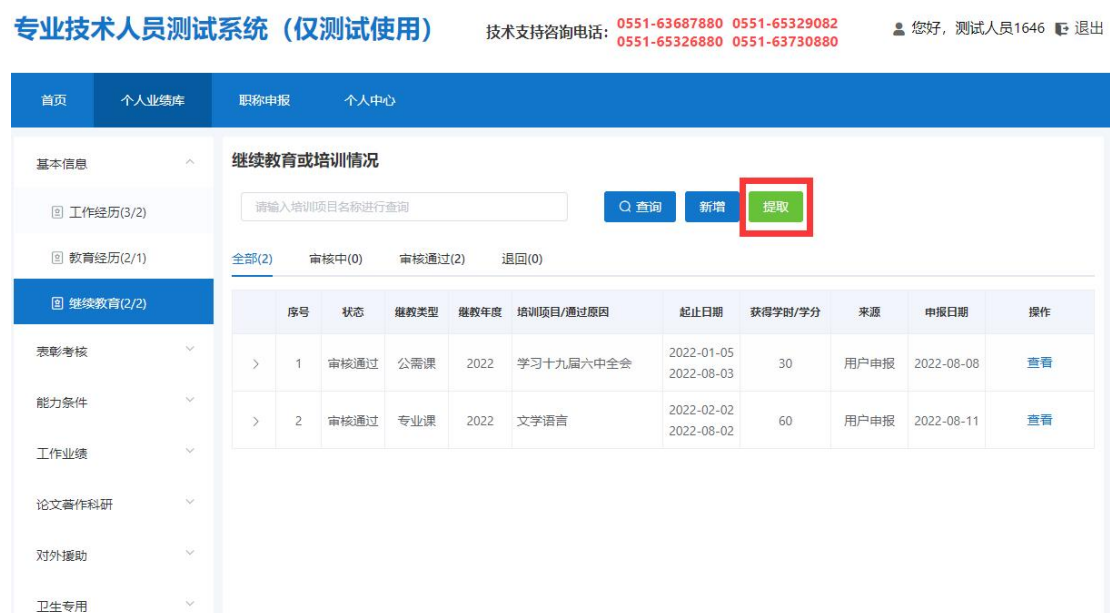 专业技术人员测试系统（仅测试使用）
技术支持咨询电话：0551-63687880 0551-65329082
0551-65326880 0551-63730880
您好，测试人员1646 退出
首页 个人业绩库 职称申报 个人中心
基本信息
工作经历(3/2)
教育经历(2/1)
继续教育(2/2)
表彰考核
能力条件
工作业绩
论文著作科研
对外援助
卫生专用
继续教育或培训情况
请输入培训项目名称进行查询 查询 新增 提取
全部(2) 审核中(0) 审核通过(2) 退回(0)
序号 状态 继教类型 继教年度 培训项目/通过原因 起止日期 获得学时/学分 来源 申报日期 操作
1 审核通过 公需课 2022 学习十九届六中全会 2022-01-05 30 用户申报 2022-08-08 查看
2022-08-03
2 审核通过 专业课 2022 文学语言 2022-02-02 60 用户申报 2022-08-11 查看
2022-08-02